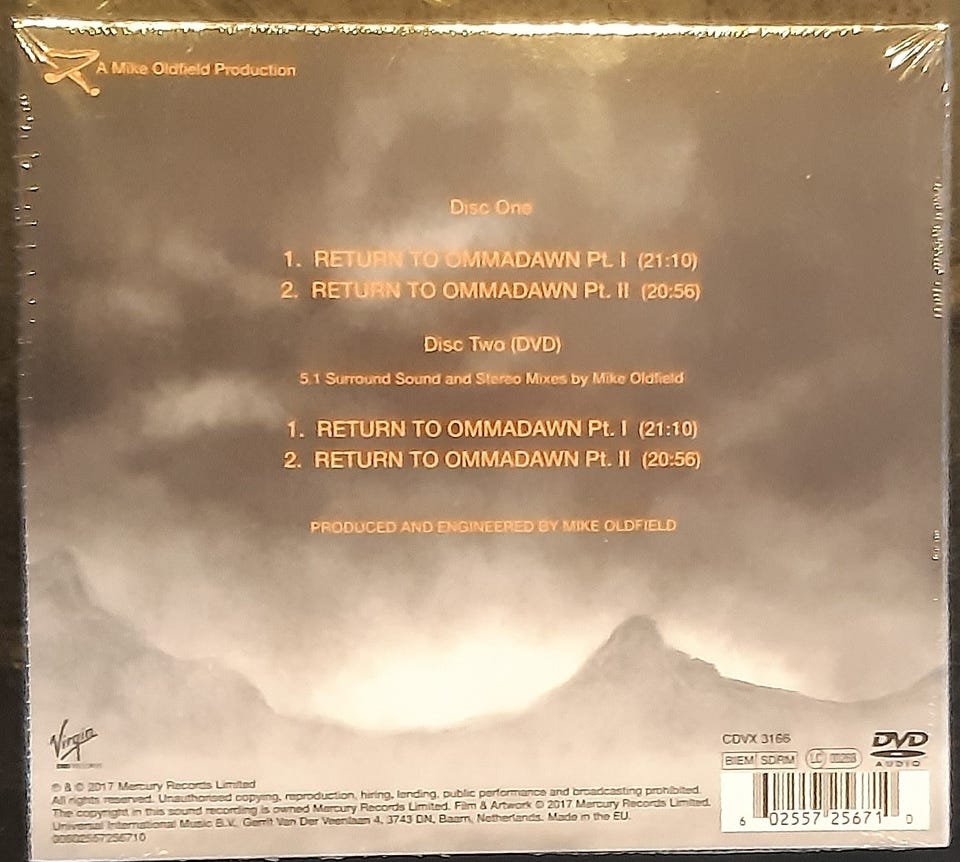 A Mike Oldfield Production
Disc One
1. RETURN TO OMMADAWN Pt. I (21:10)
2. RETURN TO OMMADAWN Pt. II (20:56)
Disc Two (DVD)
5.1 Surround Sound and Stereo Mixes by Mike Oldfield
1. RETURN TO OMMADAWN Pt. I (21:10)
2. RETURN TO OMMADAWN Pt. II (20:56)
PRODUCED AND ENGINEERED BY MIKE OLDFIELD
Virgin
CDVX 3166
DVD
AUDIO
BIEM SDRM LC
℗ & © 2017 Mercury Records Limited
All rights reserved. Unauthorised copying, reproduction, hiring, lending, public performance and broadcasting prohibited.
The copyright in this sound recording is owned Mercury Records Limited. Film & Artwork © 2017 Mercury Records Limited.
Universal International Music B.V., Gerrit Van Der Veenlaan 4, 3743 DN, Baarn, Netherlands. Made in the EU.
00602557256710
6 02557 25671 0